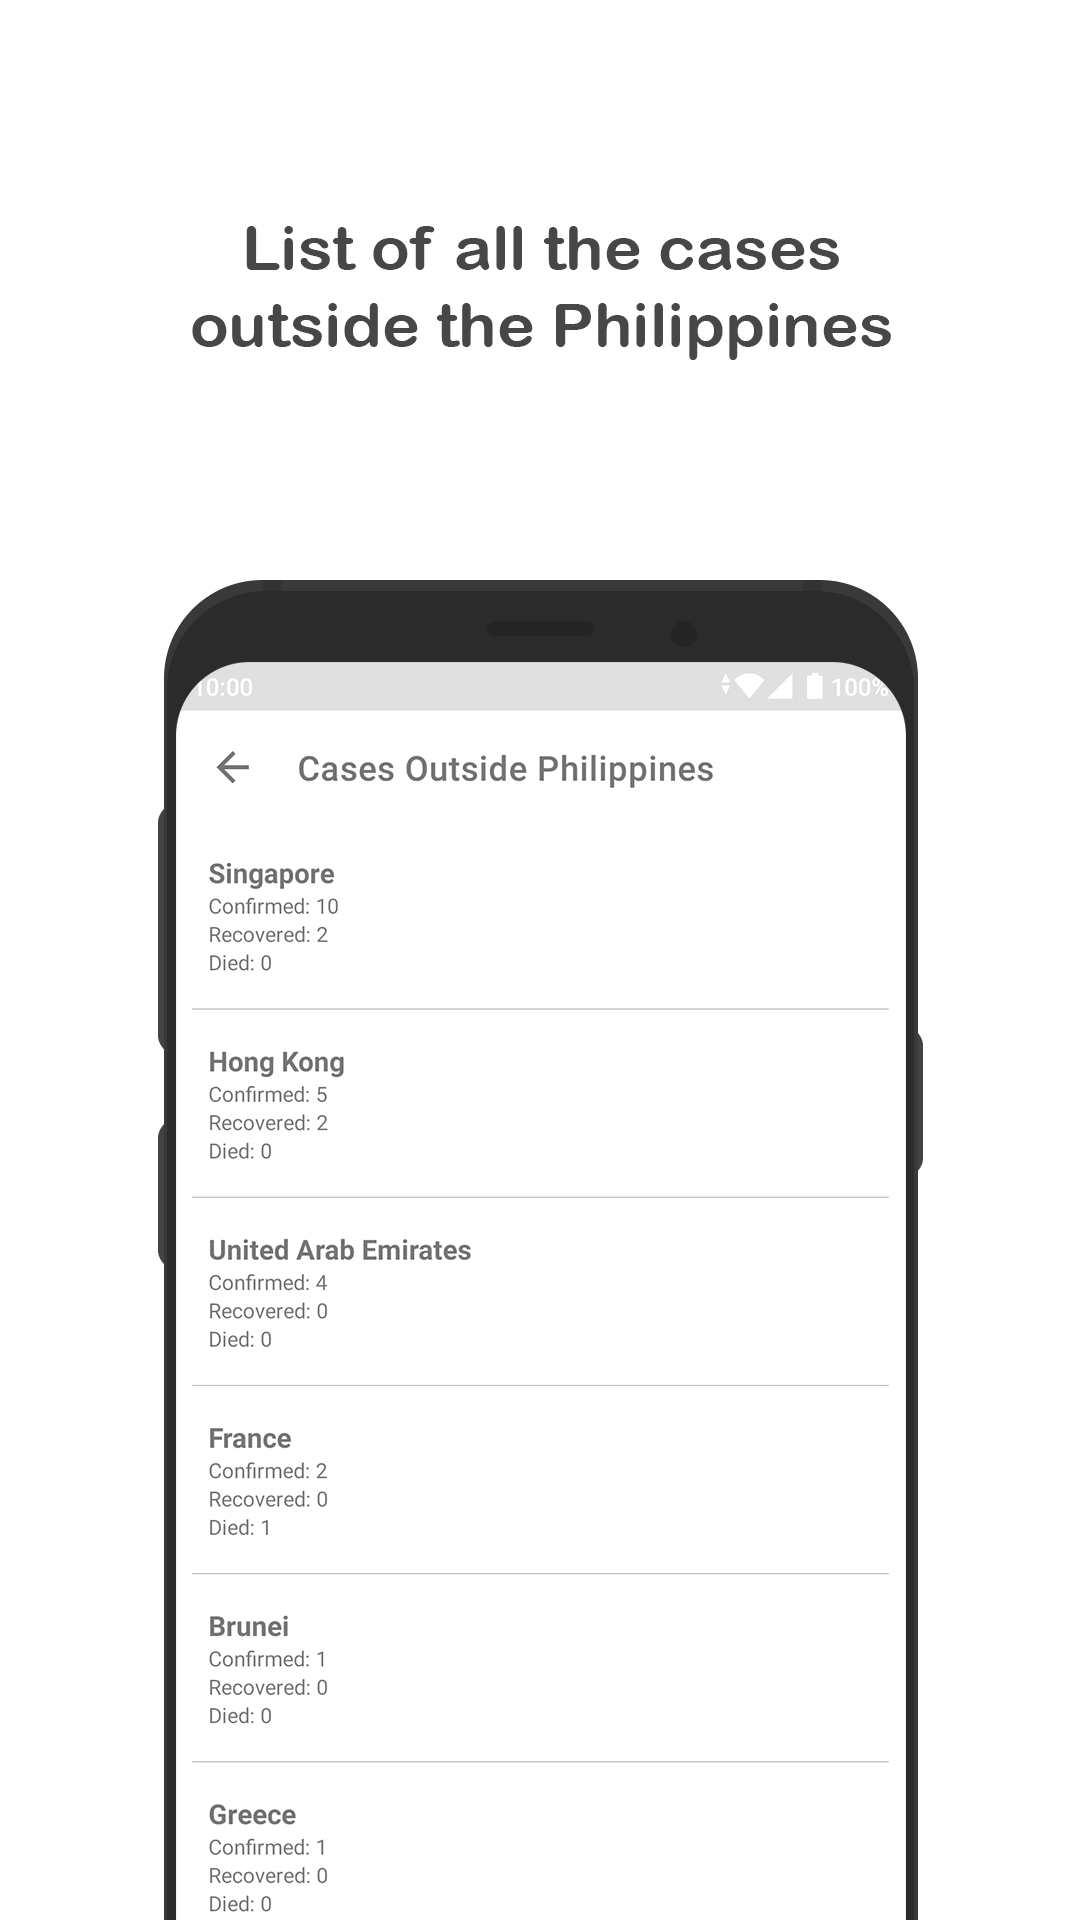 List of all the cases
outside the Philippines
10:00
100%
Cases Outside Philippines
Singapore
Confirmed: 10
Recovered: 2
Died: 0
Hong Kong
Confirmed: 5
Recovered: 2
Died: 0
United Arab Emirates
Confirmed: 4
Recovered: 0
Died: 0
France
Confirmed: 2
Recovered: 0
Died: 1
Brunei
Confirmed: 1
Recovered: 0
Died: 0
Greece
Confirmed: 1
Recovered: 0
Died: 0